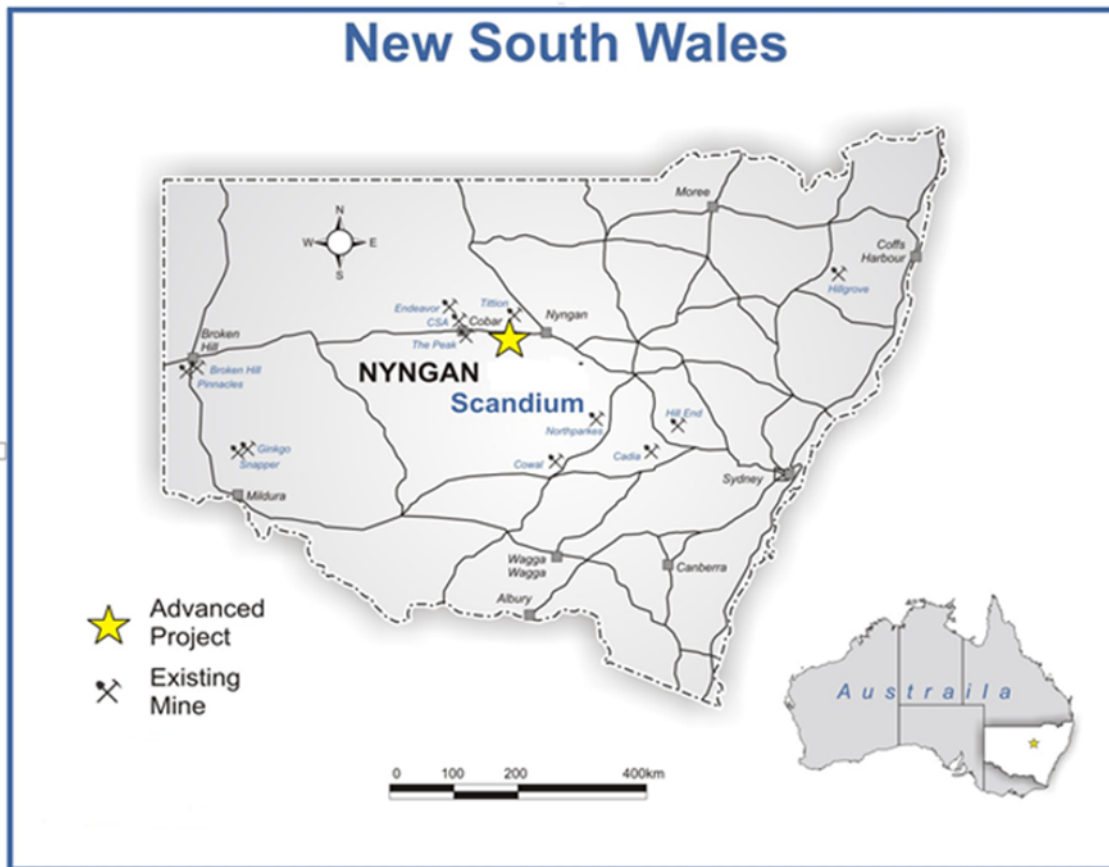 New South Wales
N
W
E
S
Moree
Coffs
Harbour
Hillgrove
Endeavor
Tittion
CSA
Cobar
Nyngan
The Peak
Broken
Hill
Broken Hill
Pinnacles
NYNGAN
Scandium
Northparkes
Hill End
Ginkgo
Snapper
Cowal
Cadia
Sydney
Mildura
Wagga
Wagga
Canberra
Albury
Advanced
Project
Existing
Mine
Austraila
0 100 200 400km